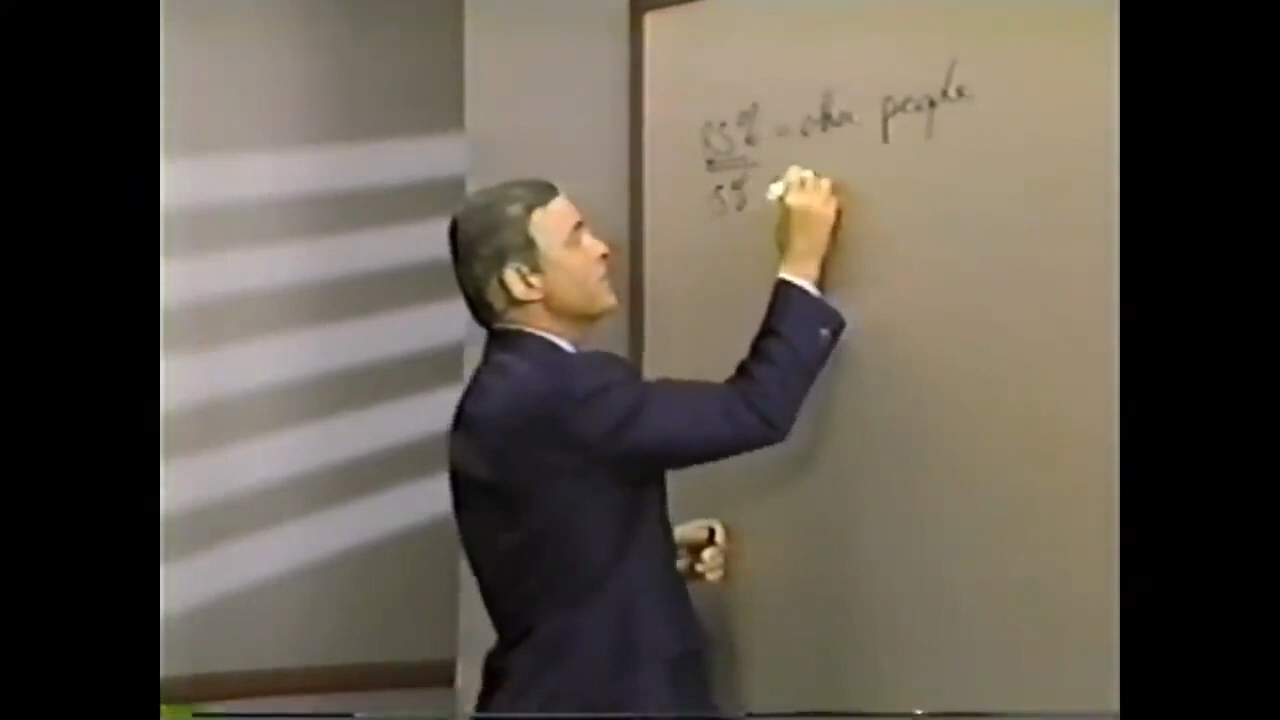 85% = other people